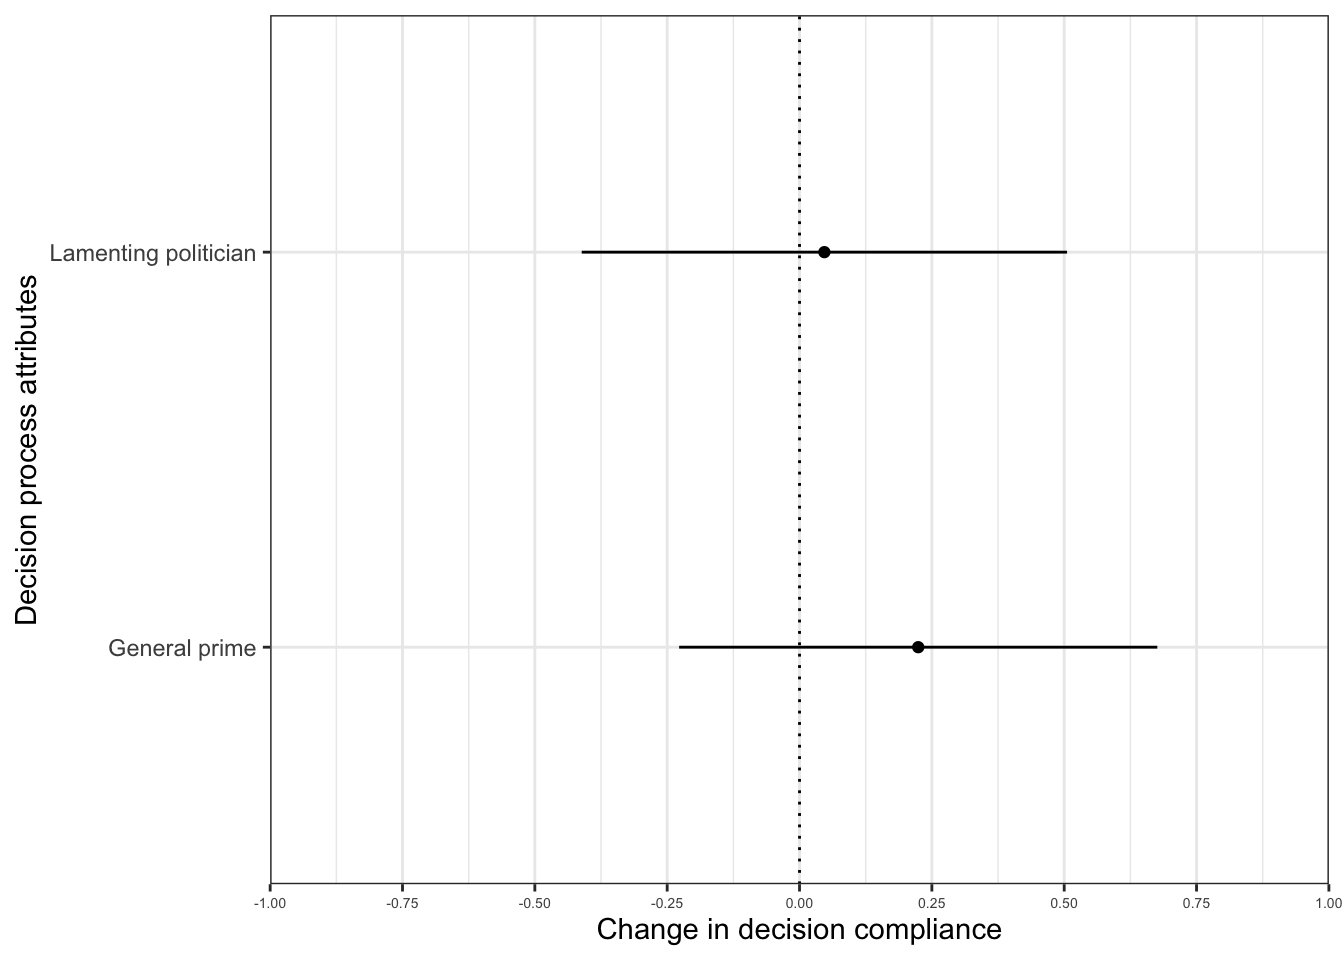 Decision process attributes
Lamenting politician
General prime
-1.00 -0.75 -0.50 -0.25 0.00 0.25 0.50 0.75 1.00
Change in decision compliance